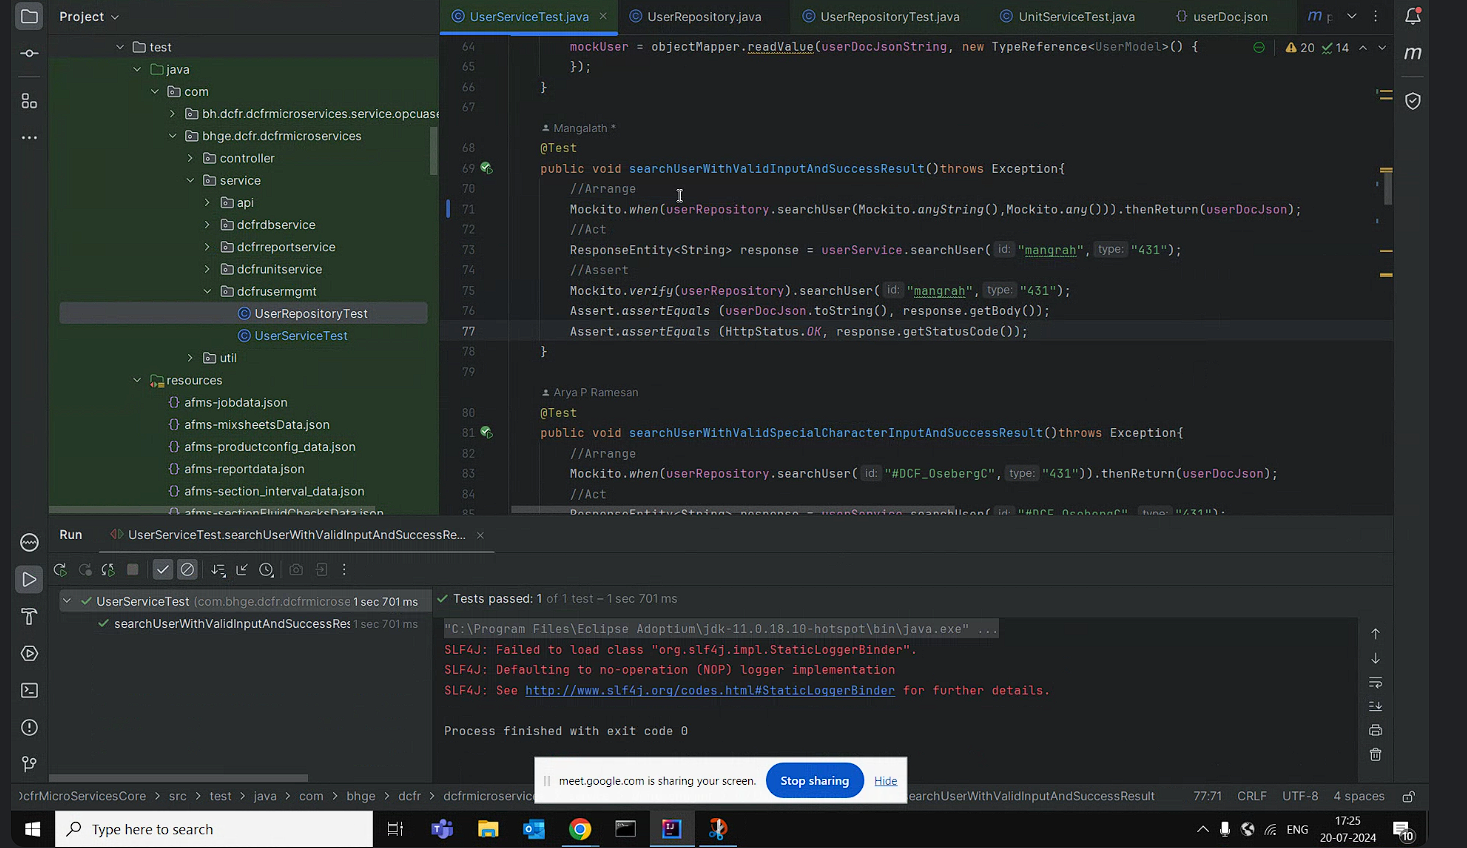 Project
UserServiceTest.java
UserRepository.java
UserRepositoryTest.java
UnitServiceTest.java
userDoc.json
m p
test
java
com
bh.dcfr.dcfrmicroservices.service.opcuase
bhge.dcfr.dcfrmicroservices
controller
service
api
dcfrdbservice
dcfrreportservice
dcfrunitservice
dcfrusermgmt
UserRepositoryTest
UserServiceTest
util
resources
afms-jobdata.json
afms-mixsheetsData.json
afms-productconfig_data.json
afms-reportdata.json
afms-section_interval_data.json
afms-sectionFluidChecksData.json
20 14
64 mockUser = objectMapper.readValue(userDocJsonString, new TypeReference<UserModel>() {
65 });
66 }
67
Mangalath *
68 @Test
69 public void searchUserWithValidInputAndSuccessResult()throws Exception{
70 //Arrange
71 Mockito.when(userRepository.searchUser(Mockito.anyString(),Mockito.any())).thenReturn(userDocJson);
72 //Act
73 ResponseEntity<String> response = userService.searchUser( id: "mangrah", type: "431");
74 //Assert
75 Mockito.verify(userRepository).searchUser( id: "mangrah", type: "431");
76 Assert.assertEquals (userDocJson.toString(), response.getBody());
77 Assert.assertEquals (HttpStatus.OK, response.getStatusCode());
78 }
79
Arya P Ramesan
80 @Test
81 public void searchUserWithValidSpecialCharacterInputAndSuccessResult()throws Exception{
82 //Arrange
83 Mockito.when(userRepository.searchUser( id: "#DCF_OsebergC", type: "431")).thenReturn(userDocJson);
84 //Act
85 ResponseEntity<String> response = userService.searchUser( id: "#DCF_OsebergC", type: "431");
Run
UserServiceTest.searchUserWithValidInputAndSuccessRe...
UserServiceTest (com.bhge.dcfr.dcfrmicrose 1 sec 701 ms
searchUserWithValidInputAndSuccessRes 1 sec 701 ms
Tests passed: 1 of 1 test – 1 sec 701 ms
"C:\Program Files\Eclipse Adoptium\jdk-11.0.18.10-hotspot\bin\java.exe" ...
SLF4J: Failed to load class "org.slf4j.impl.StaticLoggerBinder".
SLF4J: Defaulting to no-operation (NOP) logger implementation
SLF4J: See http://www.slf4j.org/codes.html#StaticLoggerBinder for further details.
Process finished with exit code 0
meet.google.com is sharing your screen.
Stop sharing
Hide
DcfrMicroServicesCore > src > test > java > com > bhge > dcfr > dcfrmicroservic
earchUserWithValidInputAndSuccessResult
77:71 CRLF UTF-8 4 spaces
Type here to search
ENG
17:25
20-07-2024
10